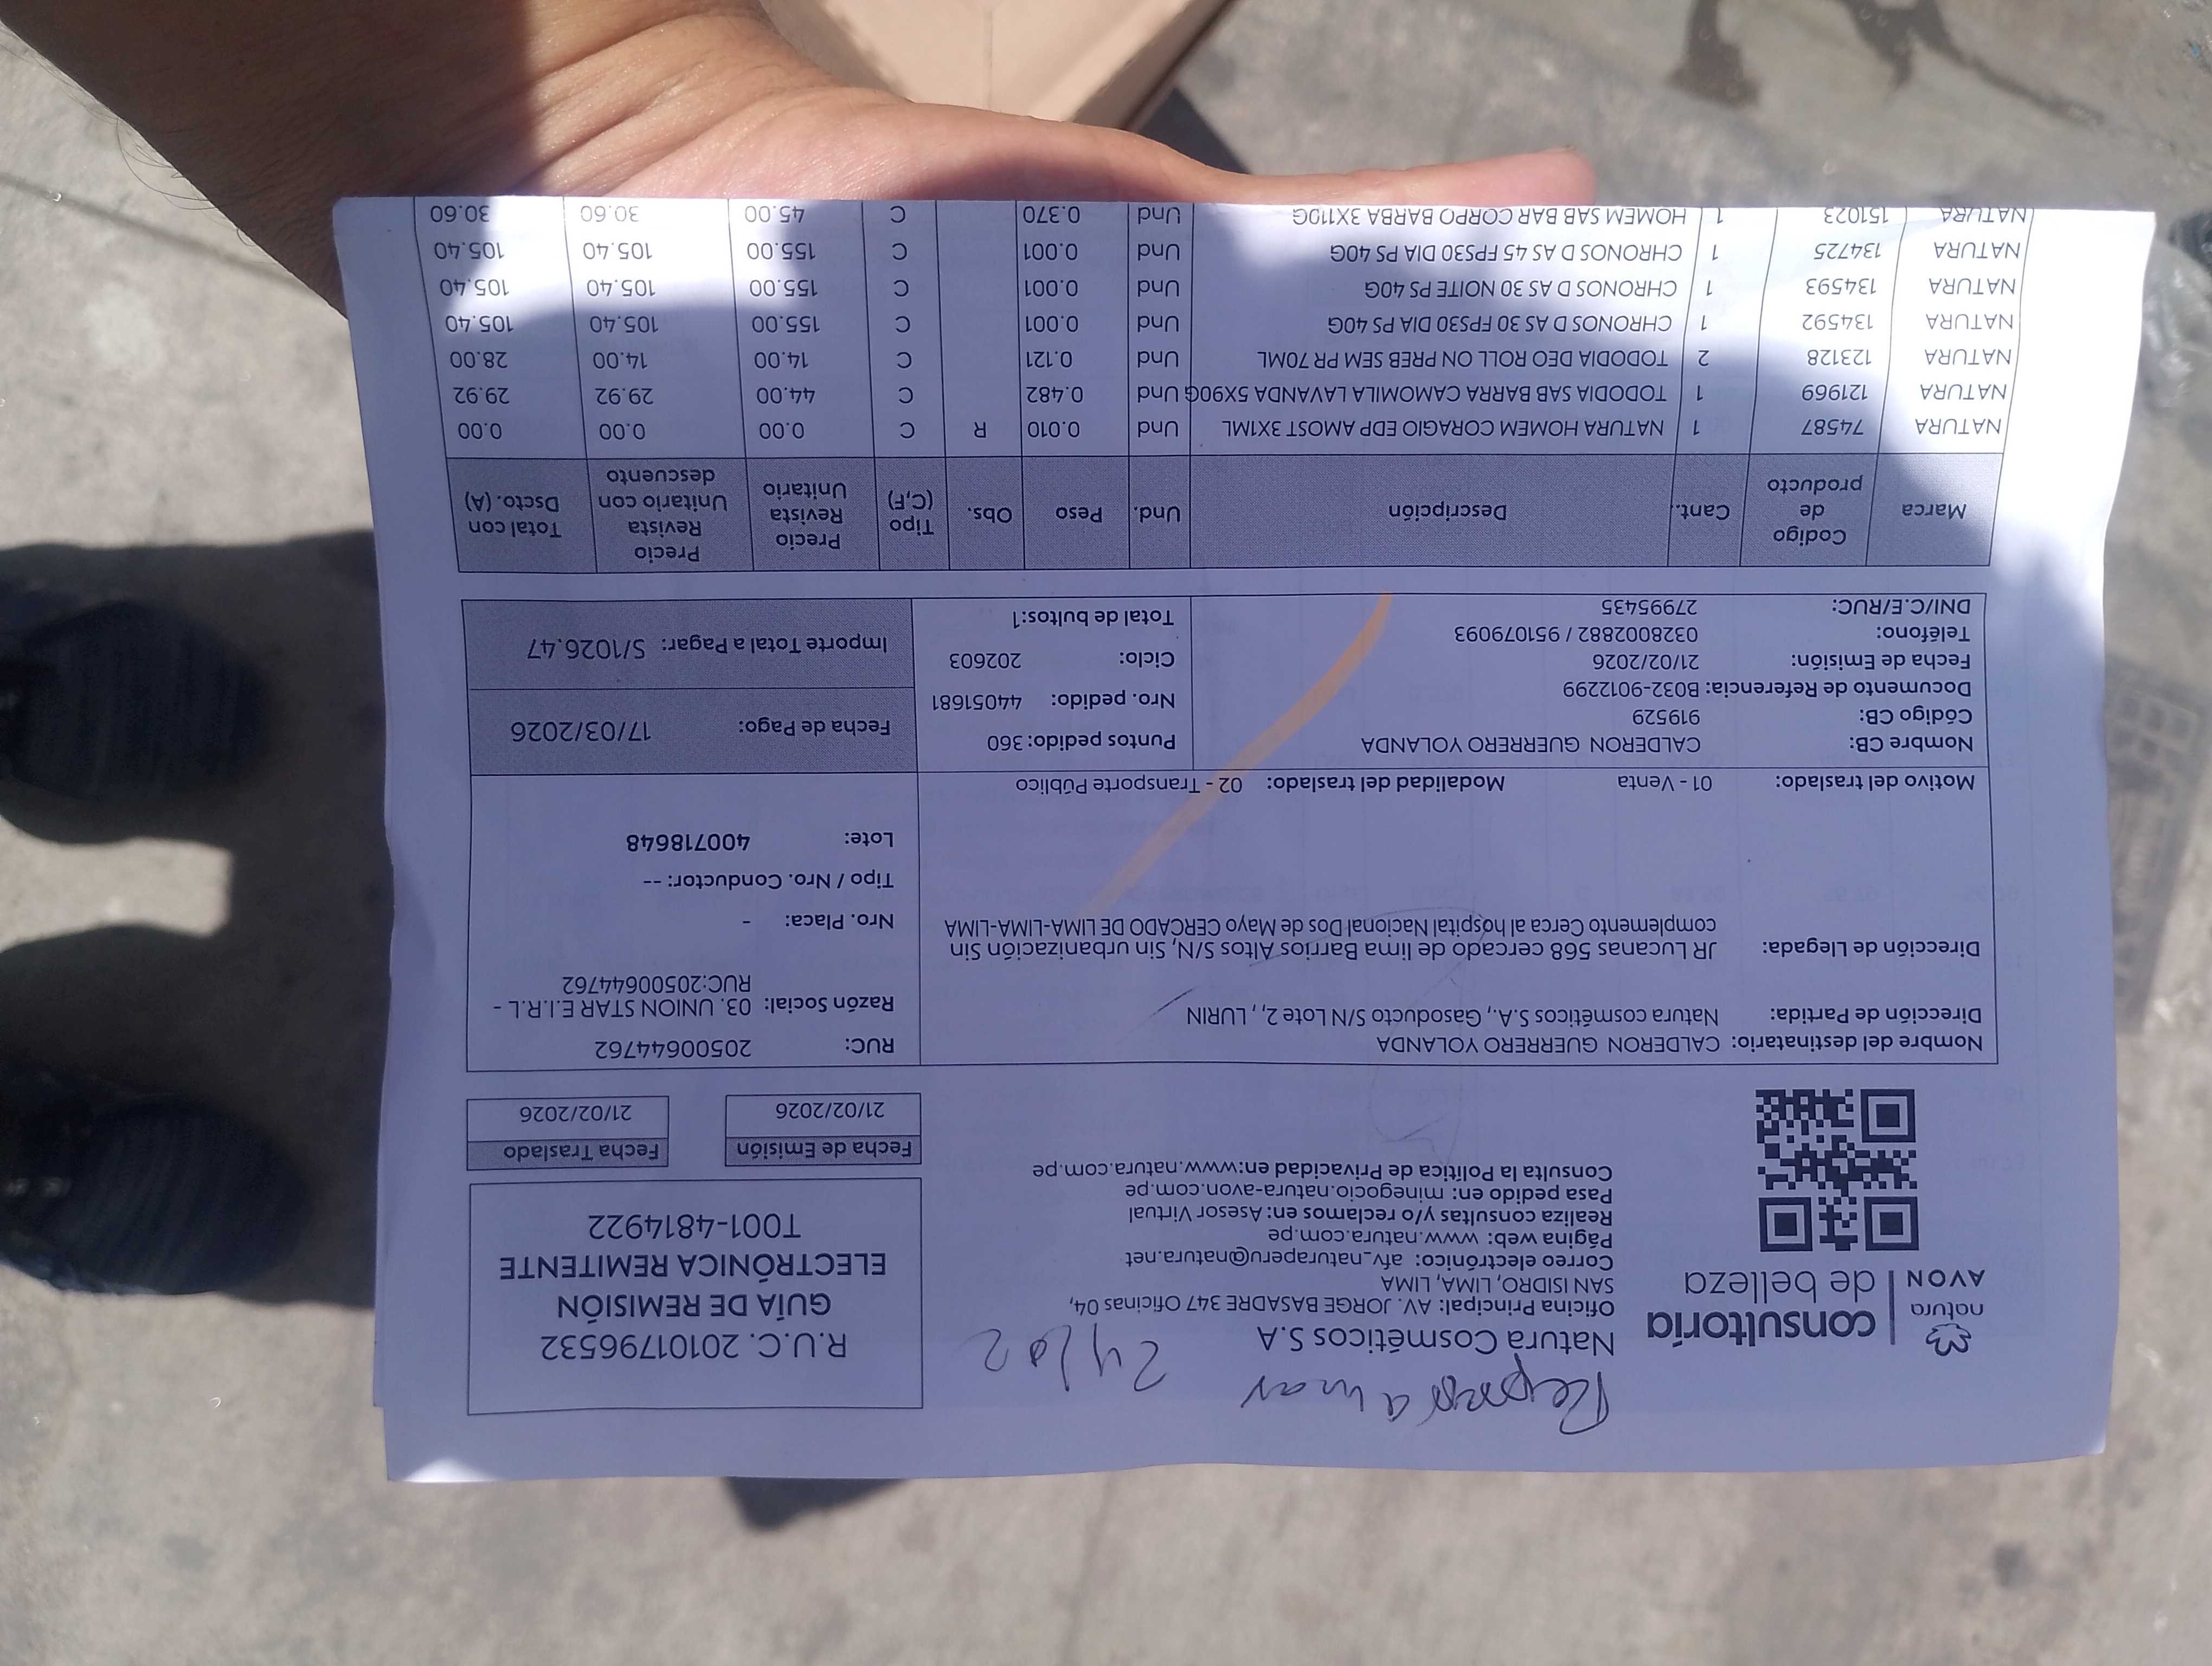 Regreso a mar 24/02
natura
AVON
consultoría
de belleza
Natura Cosméticos S.A
Oficina Principal: AV. JORGE BASADRE 347 Oficinas 04,
SAN ISIDRO, LIMA, LIMA
Correo electrónico: afv_naturaperu@natura.net
Página web: www.natura.com.pe
Realiza consultas y/o reclamos en: Asesor Virtual
Pasa pedido en: minegocio.natura-avon.com.pe
Consulta la Política de Privacidad en:www.natura.com.pe
R.U.C. 20101796532
GUÍA DE REMISIÓN
ELECTRÓNICA REMITENTE
T001-4814922
Fecha de Emisión
21/02/2026
Fecha Traslado
21/02/2026
Nombre del destinatario: CALDERON GUERRERO YOLANDA
Dirección de Partida: Natura cosméticos S.A., Gasoducto S/N Lote 2, , LURIN
Dirección de Llegada: JR Lucanas 568 cercado de lima Barrios Altos S/N, Sin urbanización Sin
complemento Cerca al hospital Nacional Dos de Mayo CERCADO DE LIMA-LIMA-LIMA
RUC: 20500644762
Razón Social: 03. UNION STAR E.I.R.L -
RUC:20500644762
Nro. Placa: -
Tipo / Nro. Conductor: --
Lote: 400718648
Motivo del traslado: 01 - Venta Modalidad del traslado: 02 - Transporte Público
Nombre CB: CALDERON GUERRERO YOLANDA
Código CB: 919529
Documento de Referencia: B032-9012299
Fecha de Emisión: 21/02/2026
Teléfono: 0328002882 / 951079093
DNI/C.E/RUC: 27995435
Puntos pedido: 360
Nro. pedido: 44051681
Ciclo: 202603
Total de bultos:1
Fecha de Pago: 17/03/2026
Importe Total a Pagar: S/1026.47
Marca Codigo de producto Cant. Descripción Und. Peso Obs. Tipo (C,F) Precio Revista Unitario Precio Revista Unitario con descuento Total con Dscto. (A)
NATURA 74587 1 NATURA HOMEM CORAGIO EDP AMOST 3X1ML Und 0.010 R C 0.00 0.00 0.00
NATURA 121969 1 TODODIA SAB BARRA CAMOMILA LAVANDA 5X90G Und 0.482 C 44.00 29.92 29.92
NATURA 123128 2 TODODIA DEO ROLL ON PREB SEM PR 70ML Und 0.121 C 14.00 14.00 28.00
NATURA 134592 1 CHRONOS D AS 30 FPS30 DIA PS 40G Und 0.001 C 155.00 105.40 105.40
NATURA 134593 1 CHRONOS D AS 30 NOITE PS 40G Und 0.001 C 155.00 105.40 105.40
NATURA 134725 1 CHRONOS D AS 45 FPS30 DIA PS 40G Und 0.001 C 155.00 105.40 105.40
NATURA 151023 1 HOMEM SAB BAR CORPO BARBA 3X110G Und 0.370 C 45.00 30.60 30.60